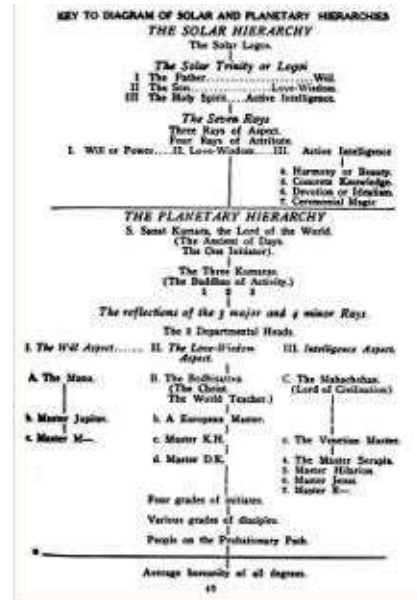 KEY TO DIAGRAM OF SOLAR AND PLANETARY HIERARCHIES
THE SOLAR HIERARCHY
The Solar Logos.
The Solar Trinity or Logoi
I The Father........................Will.
II The Son................Love-Wisdom.
III The Holy Spirit....Active Intelligence.
The Seven Rays
Three Rays of Aspect.
Four Rays of Attribute.
I. Will or Power....II. Love-Wisdom....III. Active Intelligence
4. Harmony or Beauty.
5. Concrete Knowledge.
6. Devotion or Idealism.
7. Ceremonial Magic
THE PLANETARY HIERARCHY
S. Sanat Kumara, the Lord of the World.
(The Ancient of Days.
The One Initiator).
The Three Kumaras.
(The Buddhas of Activity.)
1 2 3
The reflections of the 3 major and 4 minor Rays.
The 3 Departmental Heads.
I. The Will Aspect...... II. The Love-Wisdom Aspect. III. Intelligence Aspect.
A. The Manu. B. The Bodhisattva C. The Mahachohan.
(The Christ. (Lord of Civilisation)
The World Teacher.)
b. Master Jupiter. b. A European Master.
c. Master M—. c. Master K.H. c. The Venetian Master.
d. Master D.K. 4. The Master Serapis.
5. Master Hilarion.
6. Master Jesus.
7. Master R—.
Four grades of initiates.
Various grades of disciples.
People on the Probationary Path.
Average humanity of all degrees.